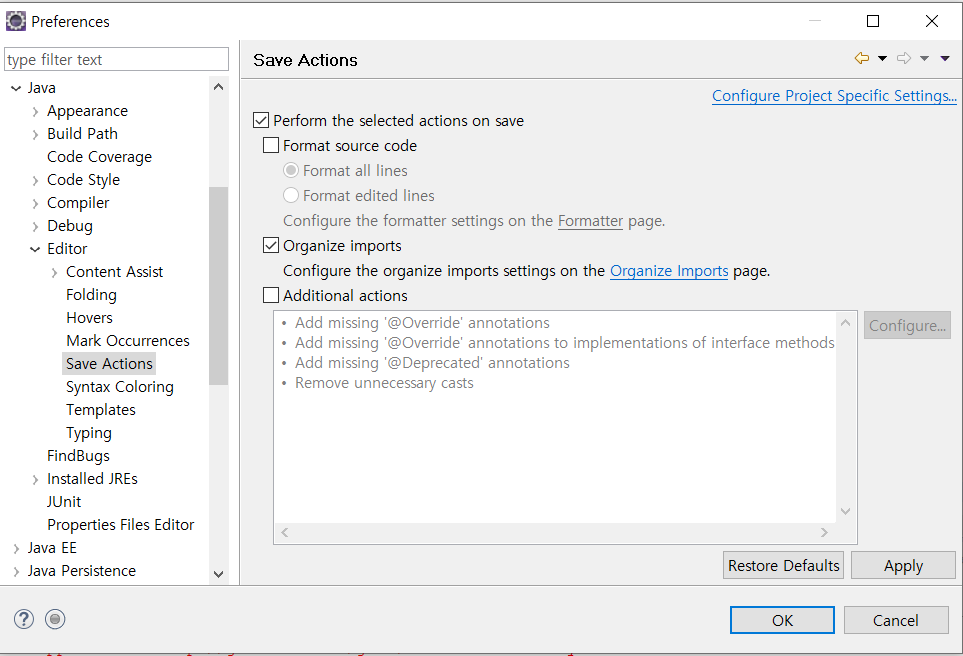 Preferences
type filter text
Java
Appearance
Build Path
Code Coverage
Code Style
Compiler
Debug
Editor
Content Assist
Folding
Hovers
Mark Occurrences
Save Actions
Syntax Coloring
Templates
Typing
FindBugs
Installed JREs
JUnit
Properties Files Editor
Java EE
Java Persistence
Save Actions
Configure Project Specific Settings...
Perform the selected actions on save
Format source code
Format all lines
Format edited lines
Configure the formatter settings on the Formatter page.
Organize imports
Configure the organize imports settings on the Organize Imports page.
Additional actions
• Add missing '@Override' annotations
• Add missing '@Override' annotations to implementations of interface methods
• Add missing '@Deprecated' annotations
• Remove unnecessary casts
Configure...
Restore Defaults
Apply
?
OK
Cancel